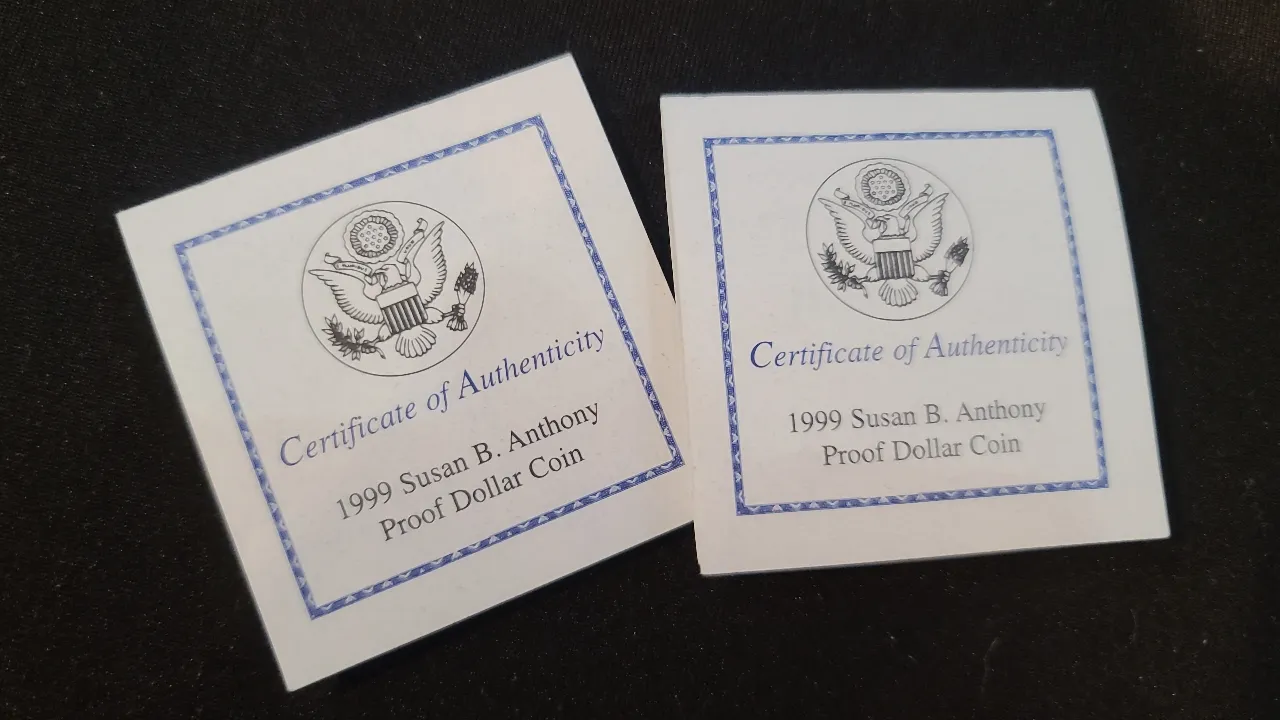 Certificate of Authenticity
1999 Susan B. Anthony
Proof Dollar Coin
Certificate of Authenticity
1999 Susan B. Anthony
Proof Dollar Coin